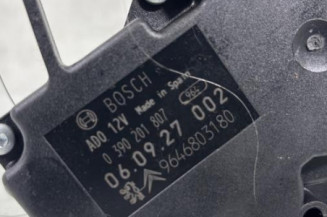 BOSCH
ADO 12V Made in Spain
0 390 201 807
06.09.27 002
9646803180